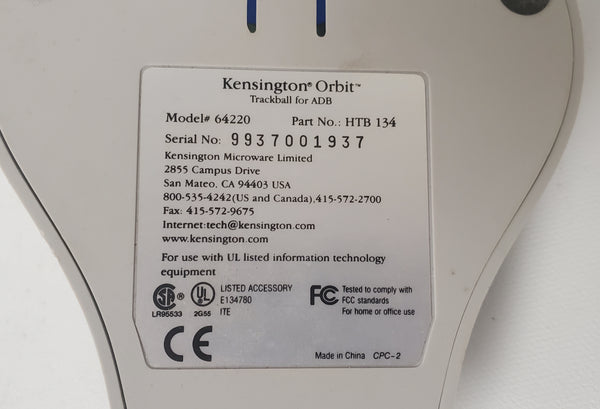 Kensington® Orbit™
Trackball for ADB
Model# 64220 Part No.: HTB 134
Serial No: 9937001937
Kensington Microware Limited
2855 Campus Drive
San Mateo, CA 94403 USA
800-535-4242(US and Canada),415-572-2700
Fax: 415-572-9675
Internet:tech@kensington.com
www.kensington.com
For use with UL listed information technology
equipment
SA® UL LISTED ACCESSORY FC Tested to comply with
E134780 FCC standards
LR95533 2G55 ITE For home or office use
CE
Made in China CPC-2